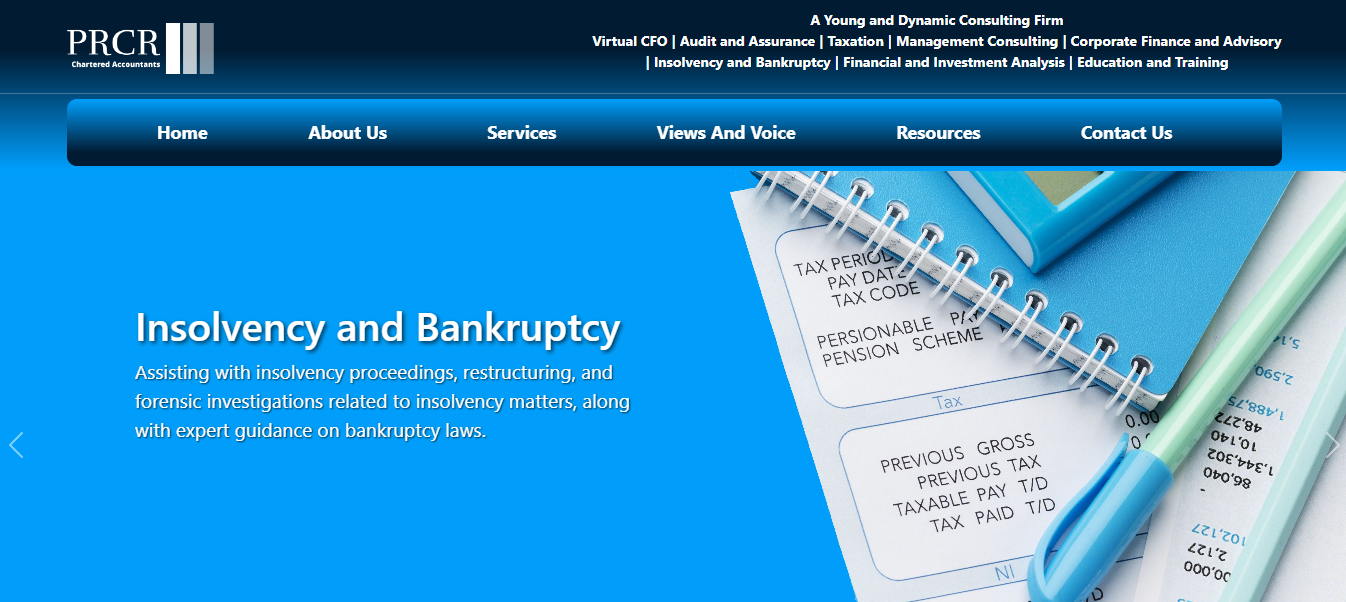 PRCR
Chartered Accountants
A Young and Dynamic Consulting Firm
Virtual CFO | Audit and Assurance | Taxation | Management Consulting | Corporate Finance and Advisory
| Insolvency and Bankruptcy | Financial and Investment Analysis | Education and Training
Home About Us Services Views And Voice Resources Contact Us
Insolvency and Bankruptcy
Assisting with insolvency proceedings, restructuring, and
forensic investigations related to insolvency matters, along
with expert guidance on bankruptcy laws.
TAX PERIOD
PAY DATE
TAX CODE
PERSIONABLE PAY
PENSION SCHEME
Tax
0.00
PREVIOUS GROSS
PREVIOUS TAX
TAXABLE PAY T/D
TAX PAID T/D
NI
2,590
1,488,75
48,272
10,140
1,344,302
86,040
-
102,127
2,127
00,000